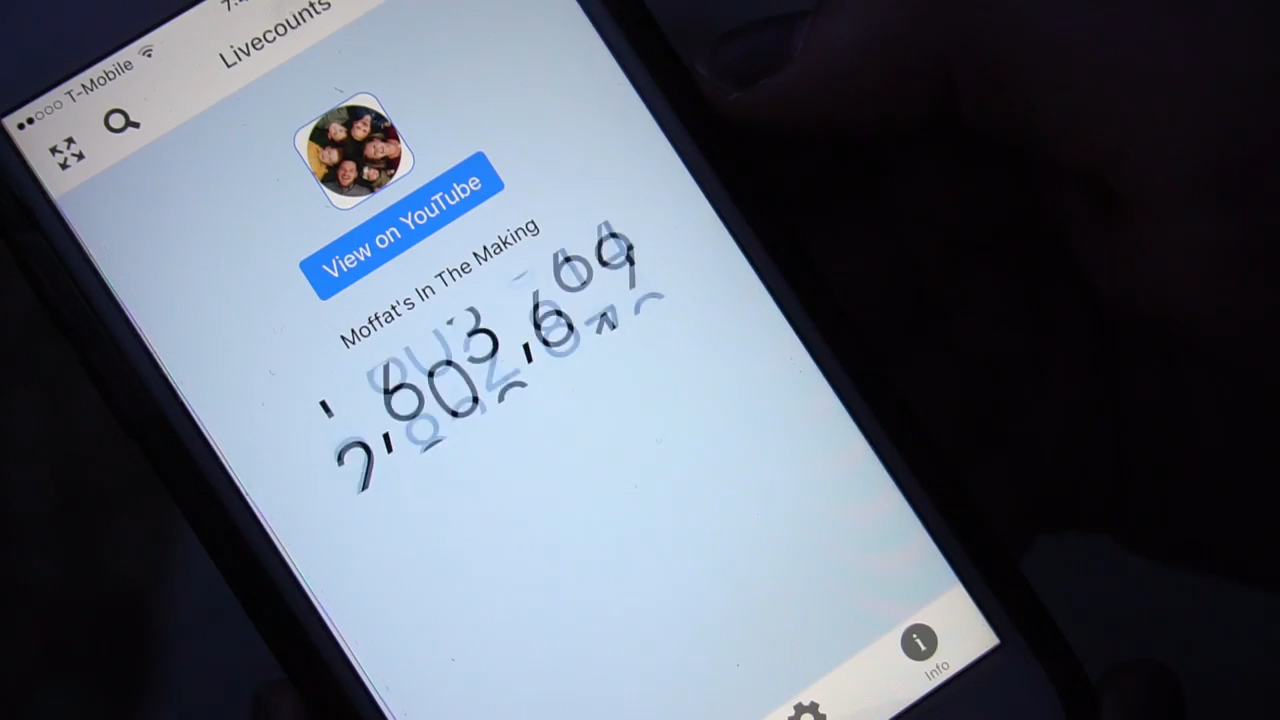 T-Mobile
Livecounts
View on YouTube
Moffat's In The Making
Info